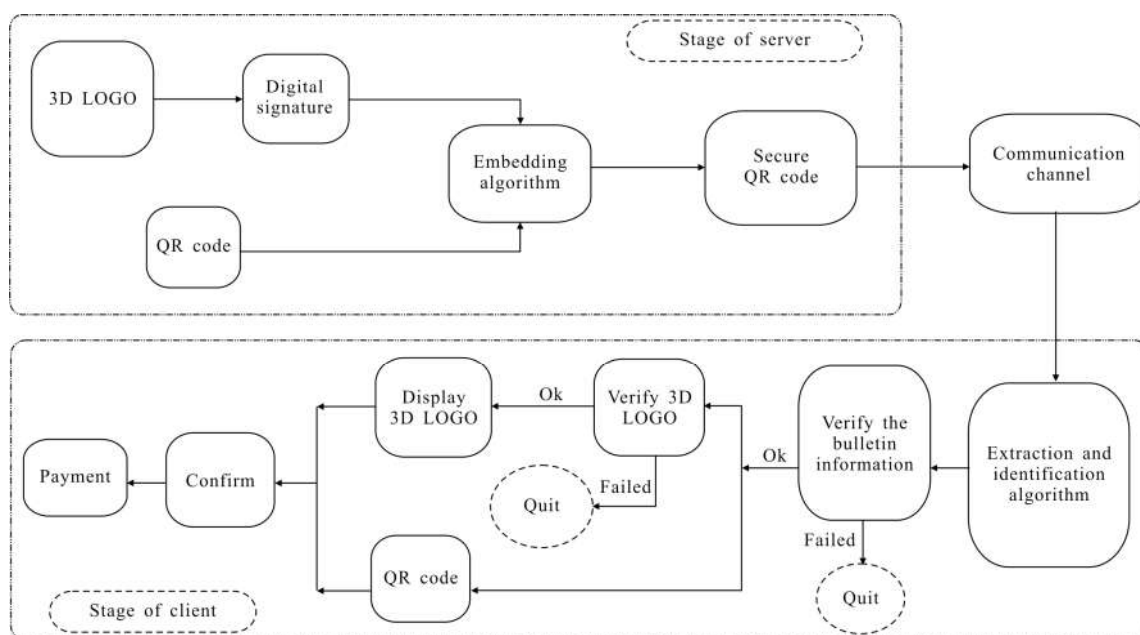 Stage of server
3D LOGO
Digital
signature
Embedding
algorithm
Secure
QR code
Communication
channel
QR code
Display
3D LOGO
Ok
Verify 3D
LOGO
Verify the
bulletin
information
Extraction and
identification
algorithm
Ok
Payment
Confirm
Failed
Quit
Failed
QR code
Quit
Stage of client